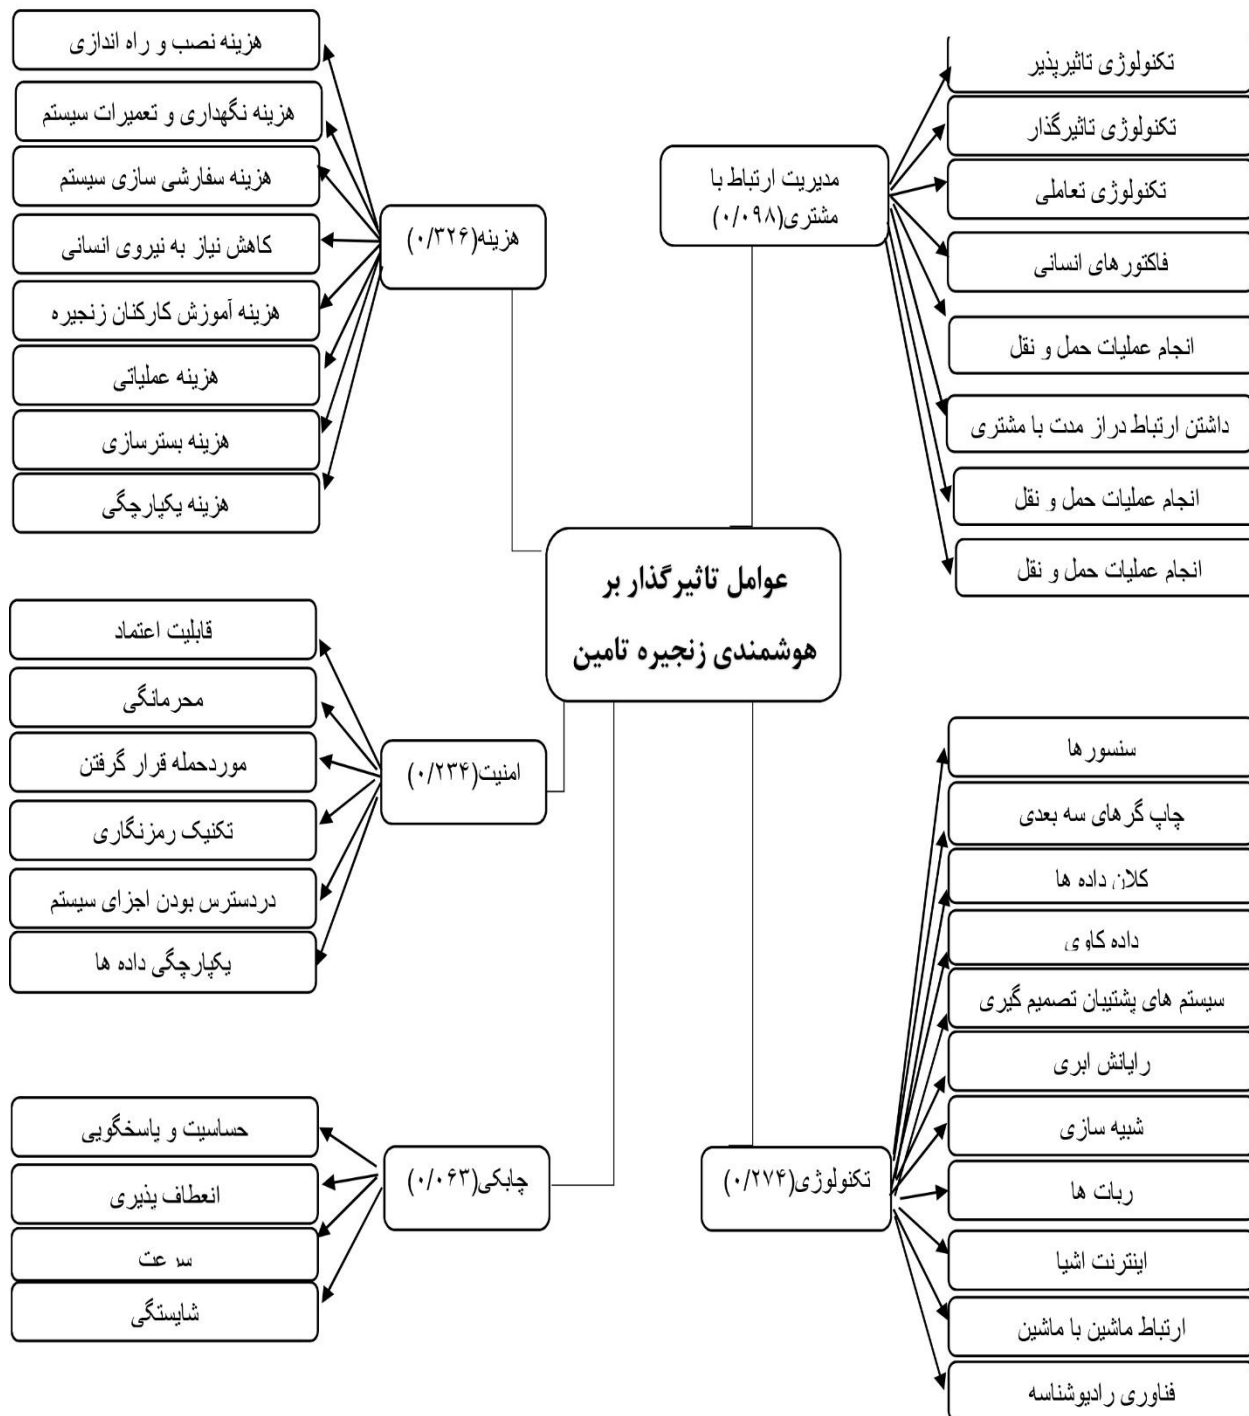 عوامل تاثیرگذار بر
هوشمندی زنجیره تامین
مدیریت ارتباط با
مشتری(۰/۰۹۸)
تکنولوژی تاثیرپذیر
تکنولوژی تاثیرگذار
تکنولوژی تعاملی
فاکتورهای انسانی
انجام عملیات حمل و نقل
داشتن ارتباط دراز مدت با مشتری
انجام عملیات حمل و نقل
انجام عملیات حمل و نقل
تکنولوژی(۰/۲۷۴)
سنسورها
چاپ گرهای سه بعدی
کلان داده ها
داده کاوی
سیستم های پشتیبان تصمیم گیری
رایانش ابری
شبیه سازی
ربات ها
اینترنت اشیا
ارتباط ماشین با ماشین
فناوری رادیوشناسه
هزینه(۰/۳۲۶)
هزینه نصب و راه اندازی
هزینه نگهداری و تعمیرات سیستم
هزینه سفارشی سازی سیستم
کاهش نیاز به نیروی انسانی
هزینه آموزش کارکنان زنجیره
هزینه عملیاتی
هزینه بسترسازی
هزینه یکپارچگی
امنیت(۰/۲۳۴)
قابلیت اعتماد
محرمانگی
موردحمله قرار گرفتن
تکنیک رمزنگاری
دردسترس بودن اجزای سیستم
یکپارچگی داده ها
چابکی(۰/۰۶۳)
حساسیت و پاسخگویی
انعطاف پذیری
سرعت
شایستگی